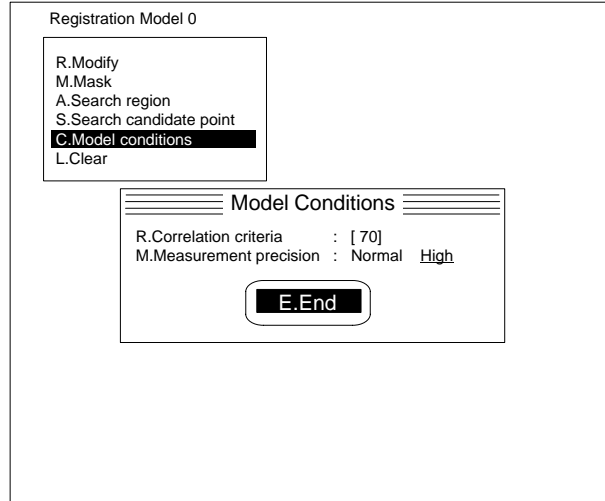 Registration Model 0
R.Modify
M.Mask
A.Search region
S.Search candidate point
C.Model conditions
L.Clear
Model Conditions
R.Correlation criteria : [ 70]
M.Measurement precision : Normal High
E.End